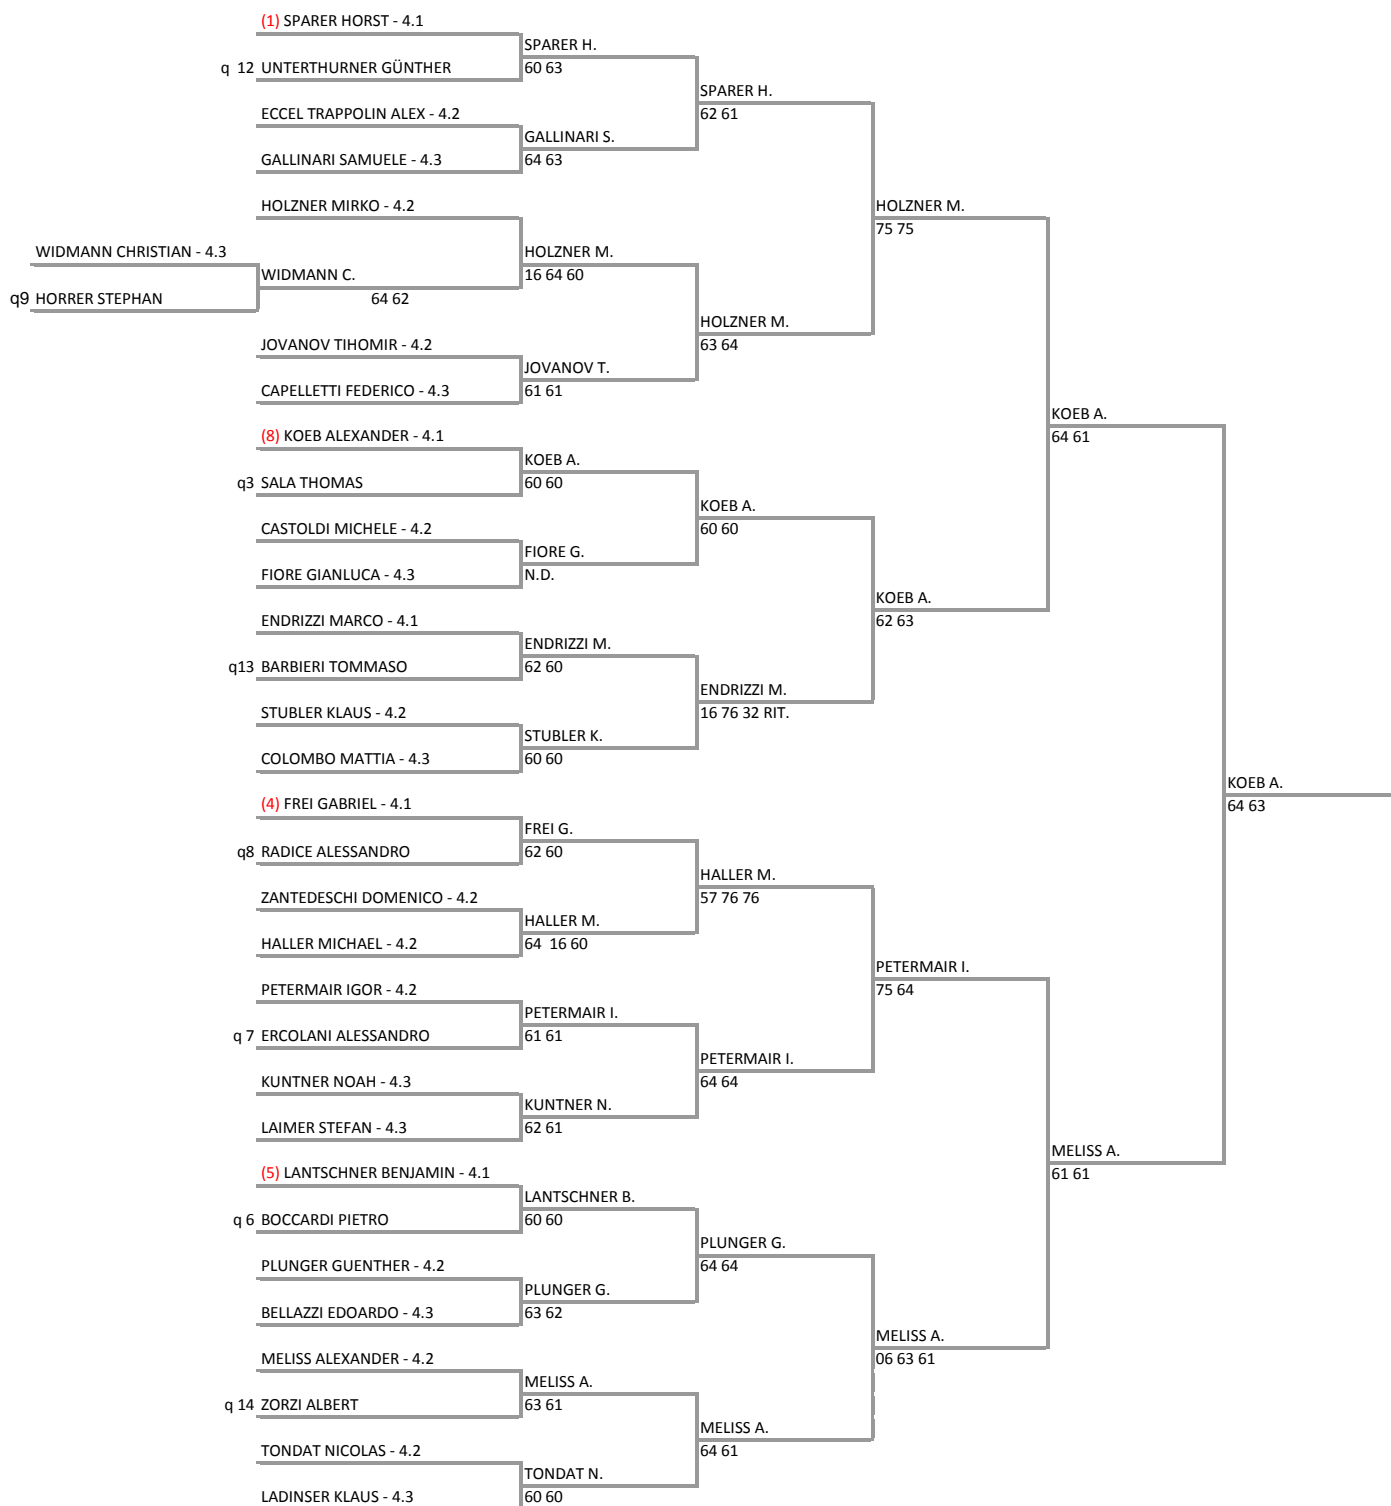 (1) SPARER HORST - 4.1
SPARER H.
q 12 UNTERTHURNER GÜNTHER
60 63
SPARER H.
ECCEL TRAPPOLIN ALEX - 4.2
62 61
GALLINARI S.
GALLINARI SAMUELE - 4.3
64 63
HOLZNER MIRKO - 4.2
HOLZNER M.
75 75
WIDMANN CHRISTIAN - 4.3
HOLZNER M.
WIDMANN C.
16 64 60
q9 HORRER STEPHAN
64 62
HOLZNER M.
JOVANOV TIHOMIR - 4.2
63 64
JOVANOV T.
CAPELLETTI FEDERICO - 4.3
61 61
KOEB A.
(8) KOEB ALEXANDER - 4.1
64 61
KOEB A.
q3 SALA THOMAS
60 60
KOEB A.
CASTOLDI MICHELE - 4.2
60 60
FIORE G.
FIORE GIANLUCA - 4.3
N.D.
KOEB A.
ENDRIZZI MARCO - 4.1
62 63
ENDRIZZI M.
q13 BARBIERI TOMMASO
62 60
ENDRIZZI M.
STUBLER KLAUS - 4.2
16 76 32 RIT.
STUBLER K.
COLOMBO MATTIA - 4.3
60 60
KOEB A.
(4) FREI GABRIEL - 4.1
64 63
FREI G.
q8 RADICE ALESSANDRO
62 60
HALLER M.
ZANTEDESCHI DOMENICO - 4.2
57 76 76
HALLER M.
HALLER MICHAEL - 4.2
64 16 60
PETERMAIR I.
PETERMAIR IGOR - 4.2
75 64
PETERMAIR I.
q 7 ERCOLANI ALESSANDRO
61 61
PETERMAIR I.
KUNTNER NOAH - 4.3
64 64
KUNTNER N.
LAIMER STEFAN - 4.3
62 61
MELISS A.
(5) LANTSCHNER BENJAMIN - 4.1
61 61
LANTSCHNER B.
q 6 BOCCARDI PIETRO
60 60
PLUNGER G.
PLUNGER GUENTHER - 4.2
64 64
PLUNGER G.
BELLAZZI EDOARDO - 4.3
63 62
MELISS A.
MELISS ALEXANDER - 4.2
06 63 61
MELISS A.
q 14 ZORZI ALBERT
63 61
MELISS A.
TONDAT NICOLAS - 4.2
64 61
TONDAT N.
LADINSER KLAUS - 4.3
60 60